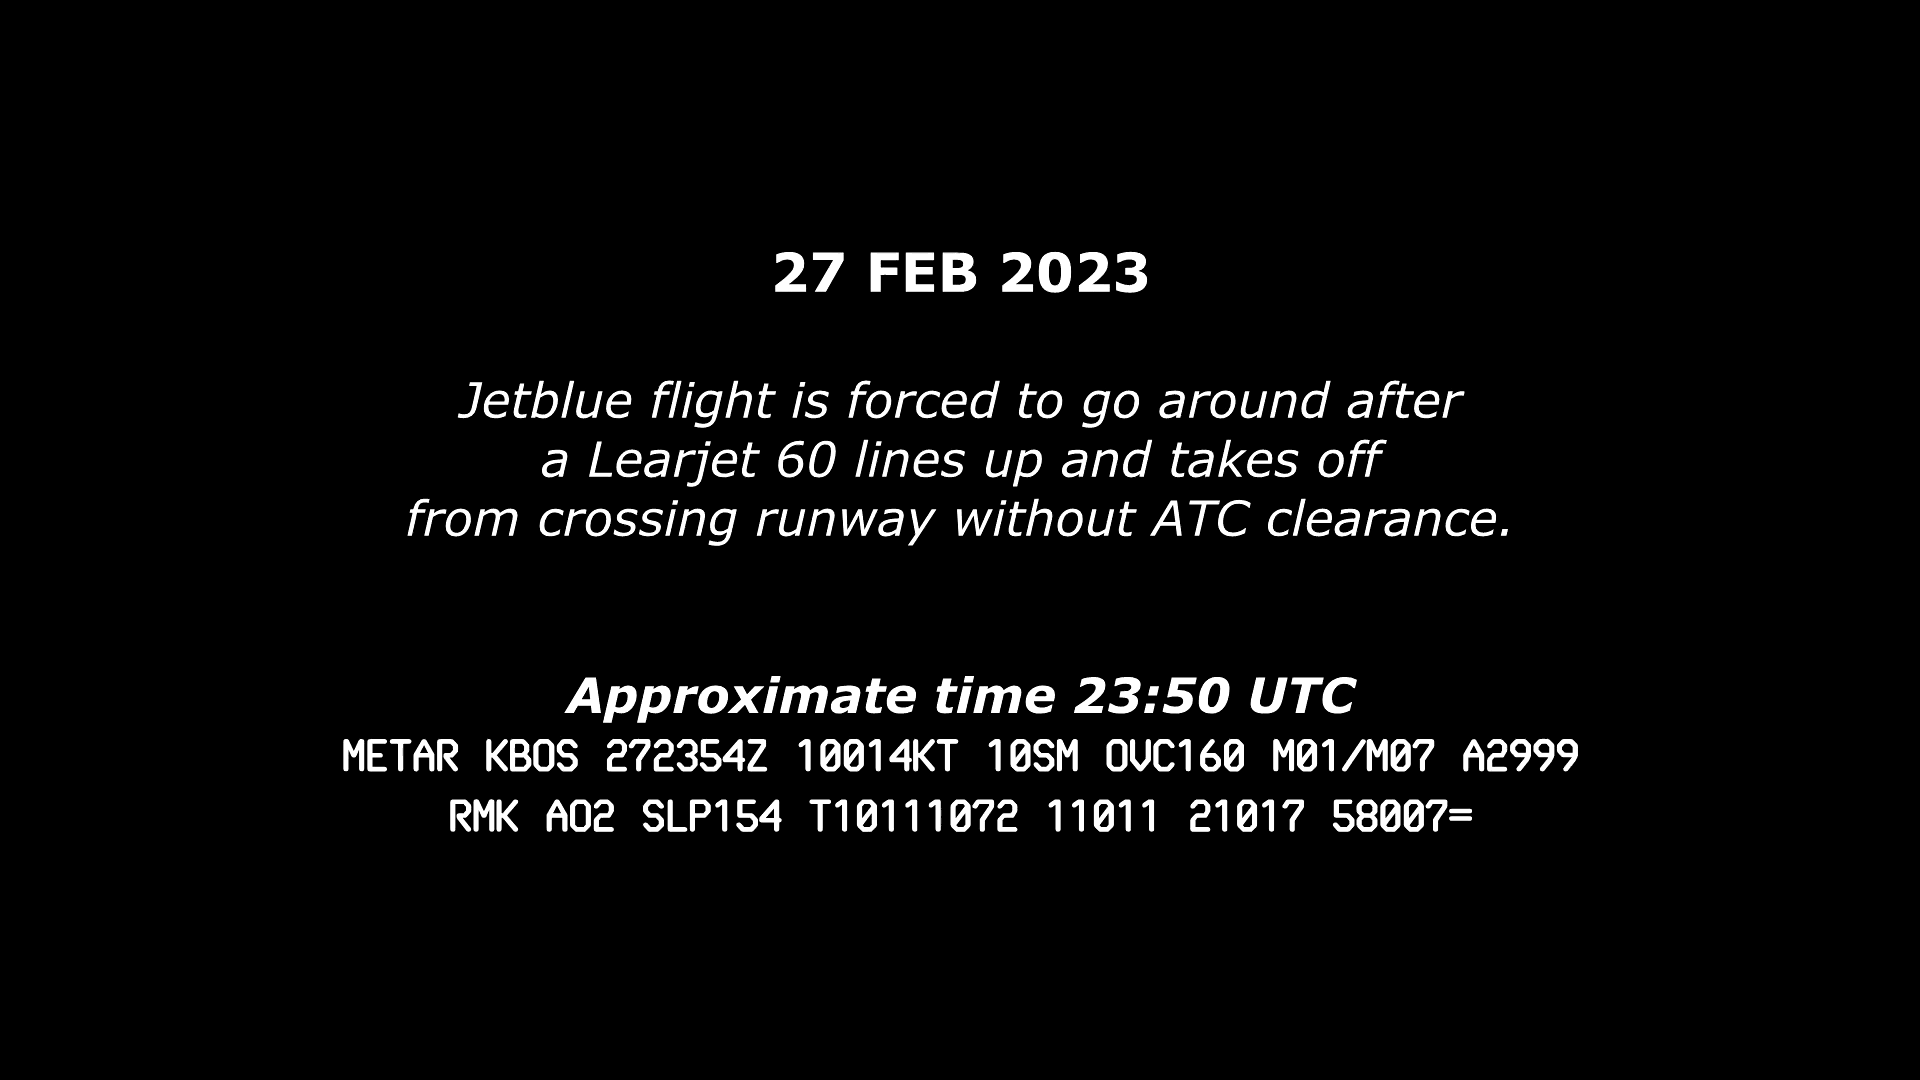 27 FEB 2023
Jetblue flight is forced to go around after
a Learjet 60 lines up and takes off
from crossing runway without ATC clearance.
Approximate time 23:50 UTC
METAR KBOS 272354Z 10014KT 10SM OVC160 M01/M07 A2999
RMK AO2 SLP154 T10111072 11011 21017 58007=